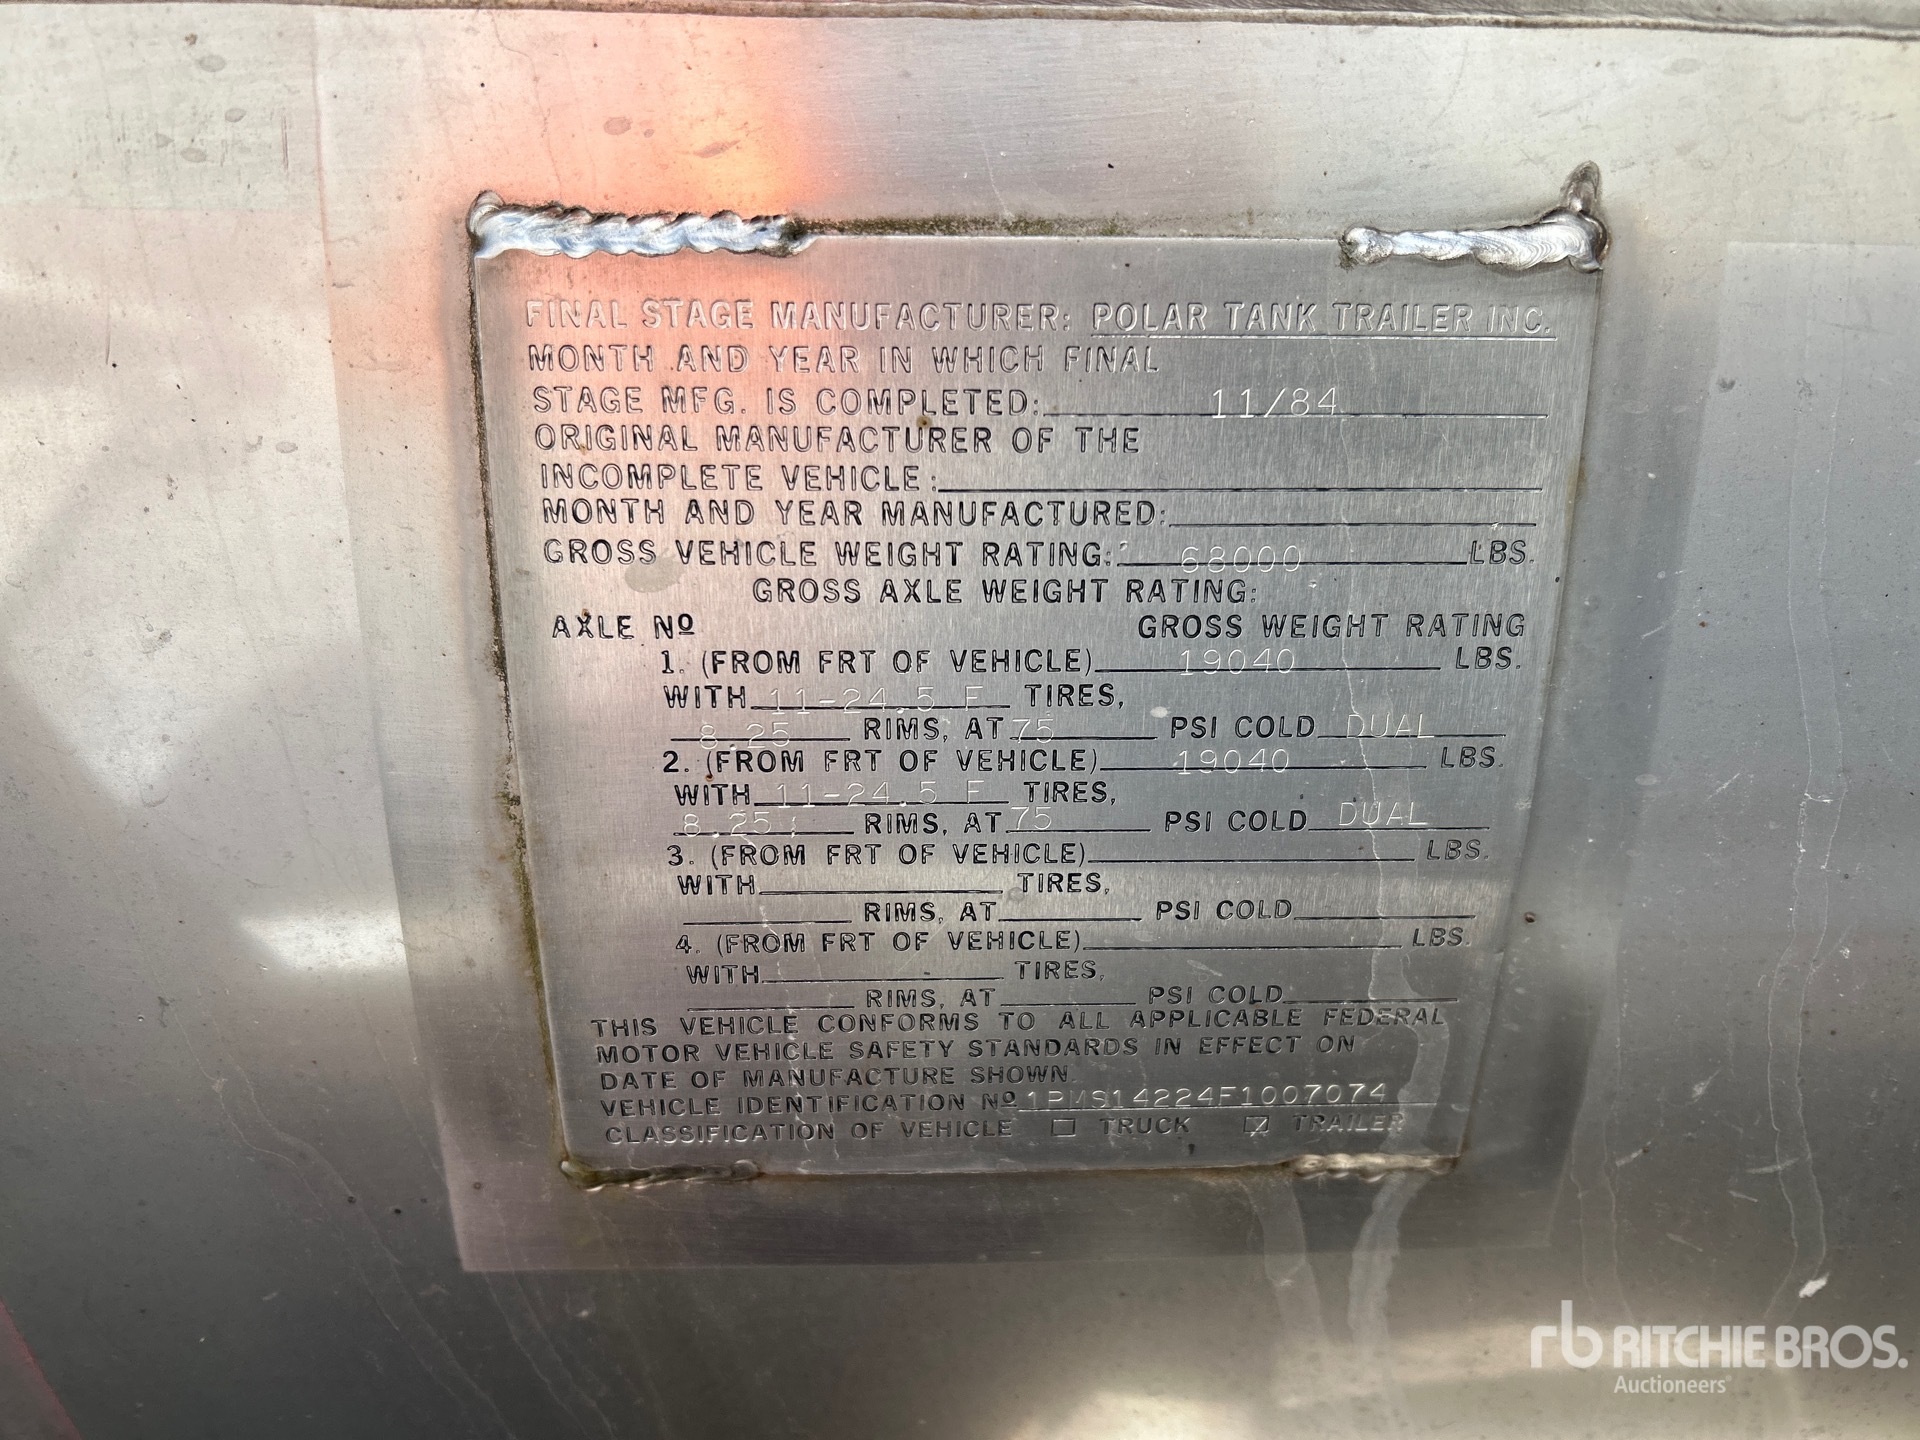 FINAL STAGE MANUFACTURER: POLAR TANK TRAILER INC.
MONTH AND YEAR IN WHICH FINAL
STAGE MFG. IS COMPLETED: 11/84
ORIGINAL MANUFACTURER OF THE
INCOMPLETE VEHICLE:
MONTH AND YEAR MANUFACTURED:
GROSS VEHICLE WEIGHT RATING: 68000 LBS.
GROSS AXLE WEIGHT RATING:
AXLE Nº GROSS WEIGHT RATING
1. (FROM FRT OF VEHICLE) 19040 LBS.
WITH 11-24.5 F TIRES,
8.25 RIMS, AT 75 PSI COLD DUAL
2. (FROM FRT OF VEHICLE) 19040 LBS.
WITH 11-24.5 F TIRES,
8.25 RIMS, AT 75 PSI COLD DUAL
3. (FROM FRT OF VEHICLE) LBS.
WITH TIRES,
RIMS, AT PSI COLD
4. (FROM FRT OF VEHICLE) LBS.
WITH TIRES,
RIMS, AT PSI COLD
THIS VEHICLE CONFORMS TO ALL APPLICABLE FEDERAL
MOTOR VEHICLE SAFETY STANDARDS IN EFFECT ON
DATE OF MANUFACTURE SHOWN.
VEHICLE IDENTIFICATION Nº 1PMS14224F1007074
CLASSIFICATION OF VEHICLE ☐ TRUCK ☑ TRAILER
rb RITCHIE BROS.
Auctioneers